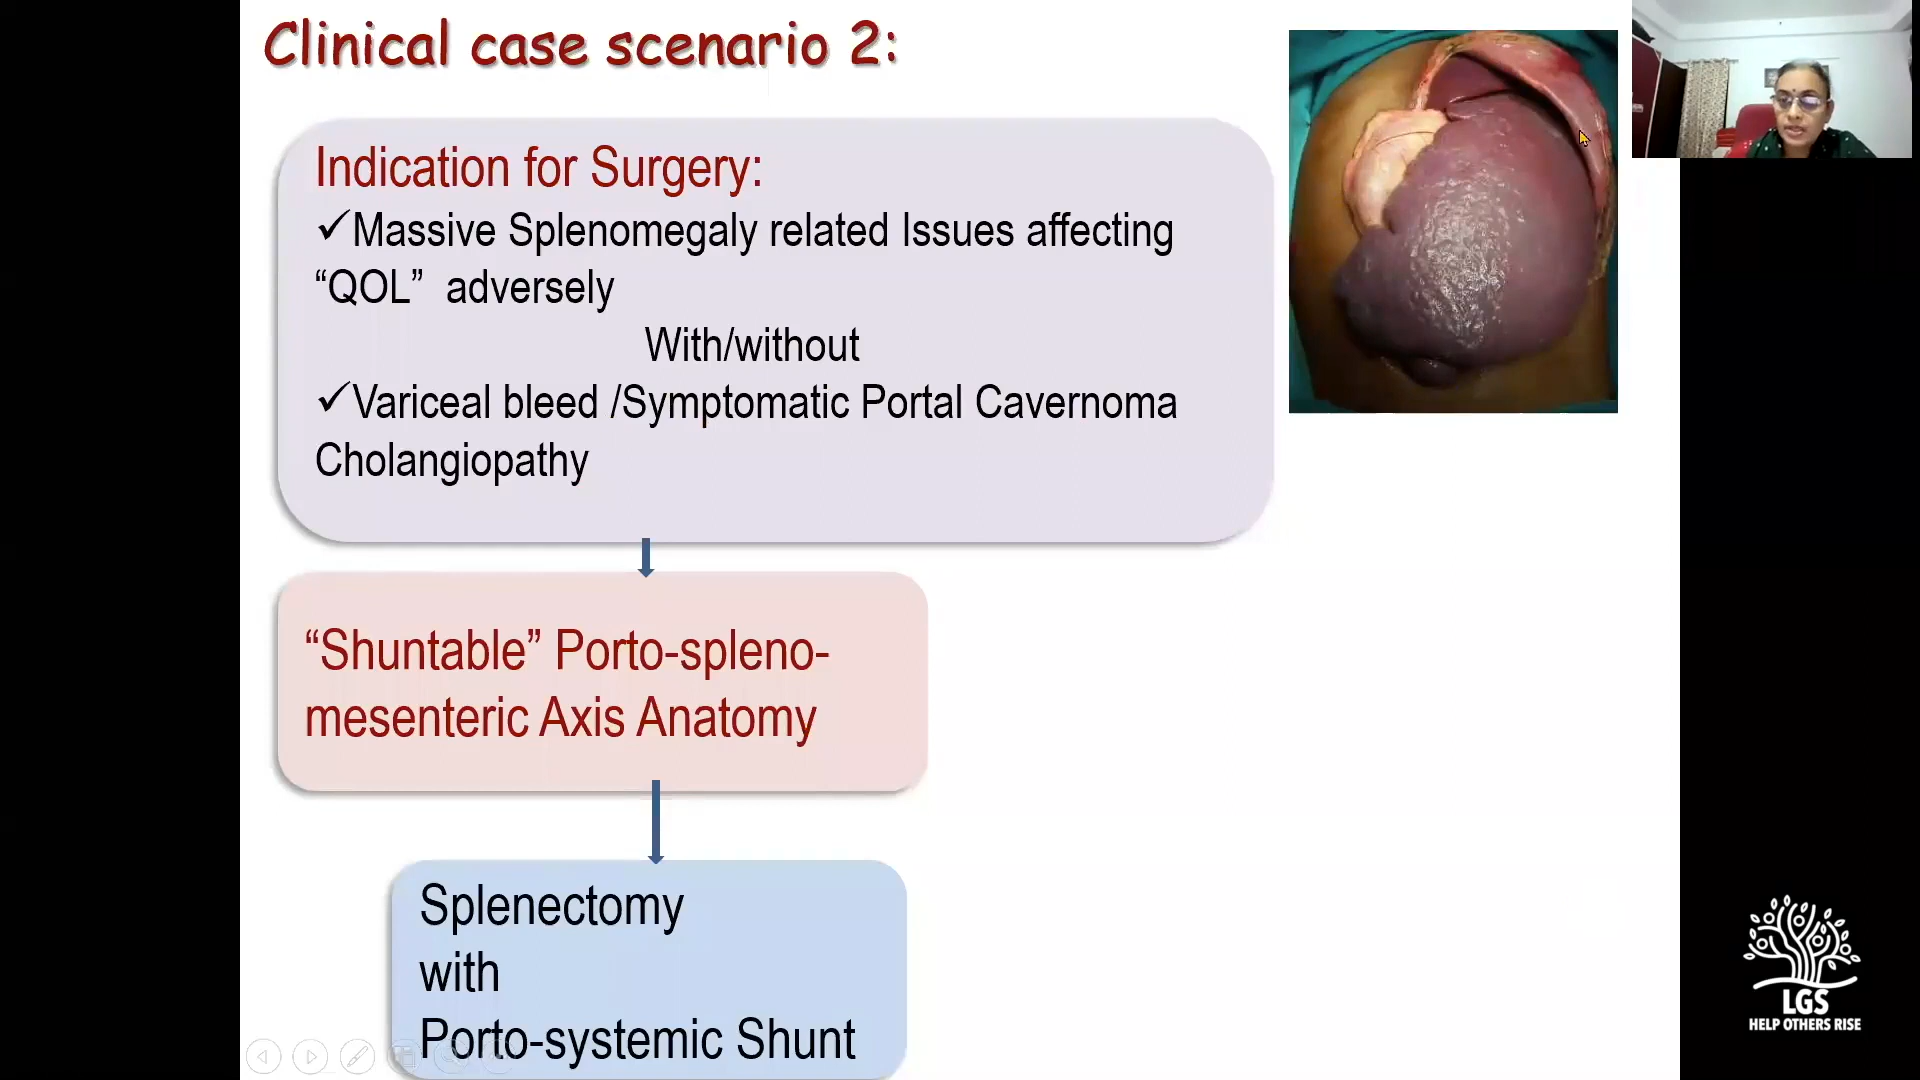 Clinical case scenario 2:
Indication for Surgery:
✓Massive Splenomegaly related Issues affecting
“QOL” adversely
With/without
✓Variceal bleed /Symptomatic Portal Cavernoma
Cholangiopathy
“Shuntable” Porto-spleno-
mesenteric Axis Anatomy
Splenectomy
with
Porto-systemic Shunt
LGS
HELP OTHERS RISE